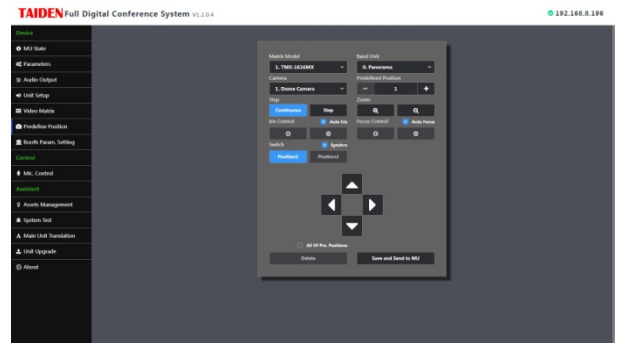 TAIDEN Full Digital Conference System V1.2.0.4
192.168.8.196
Device
MU State
Parameters
Audio Output
Unit Setup
Video Matrix
Predefine Position
Booth Param. Setting
Control
Mic. Control
Assistant
Assets Management
System Test
Main Unit Translation
Unit Upgrade
About
Matrix Model
Band Unit
1. TMX-1616MX
0. Panorama
Camera
Predefined Position
1. Dome Camera
1
Step
Zoom
Continuous
Step
Iris Control
Auto Iris
Focus Control
Auto Focus
Switch
Synchro
Position1
Position2
All Of Pre. Positions
Delete
Save and Send to MU